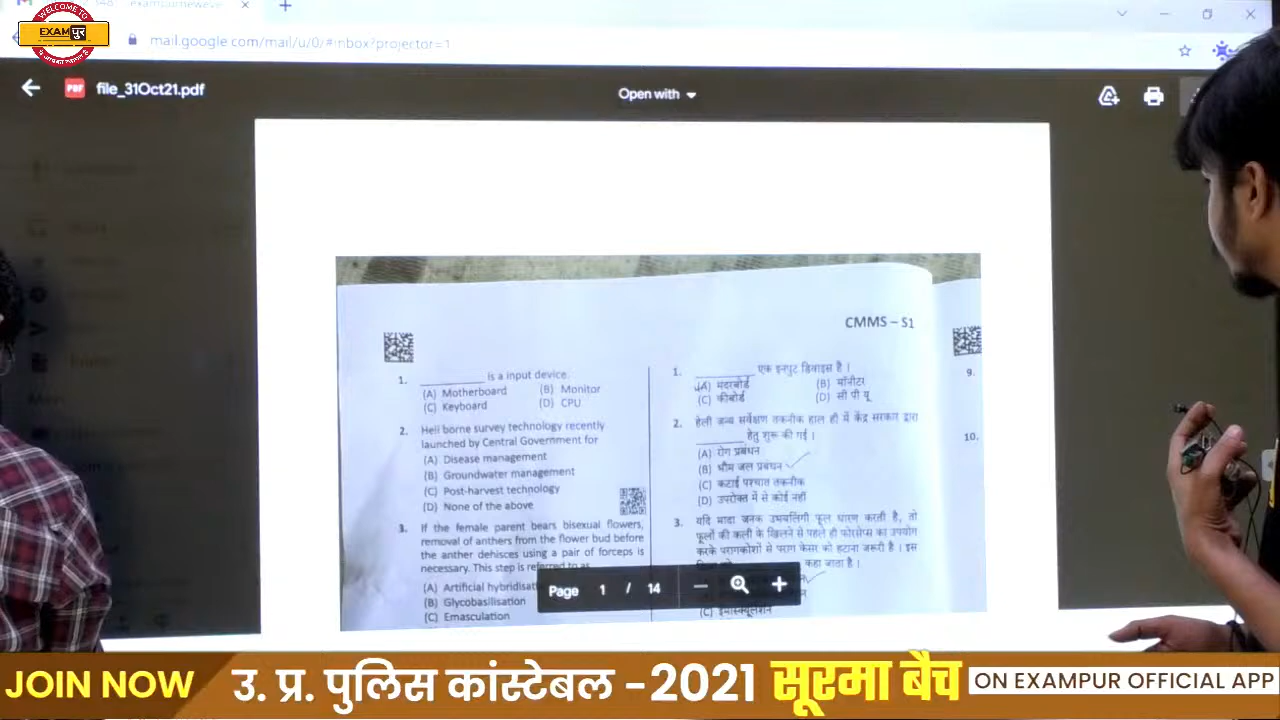 WELCOME TO
EXAMपुर
mail.google.com/mail/u/0/#inbox?projector=1
PDF file_31Oct21.pdf
Open with
CMMS – S1
1. ________ is a input device.
(A) Motherboard (B) Monitor
(C) Keyboard (D) CPU
2. Heli borne survey technology recently
launched by Central Government for
(A) Disease management
(B) Groundwater management
(C) Post-harvest technology
(D) None of the above
3. If the female parent bears bisexual flowers,
removal of anthers from the flower bud before
the anther dehisces using a pair of forceps is
necessary. This step is referred to as
(A) Artificial
(B) Glycobasilisation
(C) Emasculation
1. ________ एक इनपुट डिवाइस है ।
(A) मदरबोर्ड (B) मॉनीटर
(C) कीबोर्ड (D) सी पी यू
2. हेली जन्य सर्वेक्षण तकनीक हाल ही में केंद्र सरकार द्वारा
________ हेतु शुरू की गई ।
(A) रोग प्रबंधन
(B) भौम जल प्रबंधन
(C) कटाई पश्चात तकनीक
(D) उपरोक्त में से कोई नहीं
3. यदि मादा जनक उभयलिंगी फूल धारण करती है, तो
फूलों की कली के खिलने से पहले ही फोरसेप्स का उपयोग
करके परागकोशों से पराग केसर को हटाना जरूरी है । इस
कहा जाता है ।
(C) इमास्क्यूलेशन
9.
10.
Page 1 / 14
JOIN NOW उ. प्र. पुलिस कांस्टेबल -2021 सूरमा बैच ON EXAMPUR OFFICIAL APP